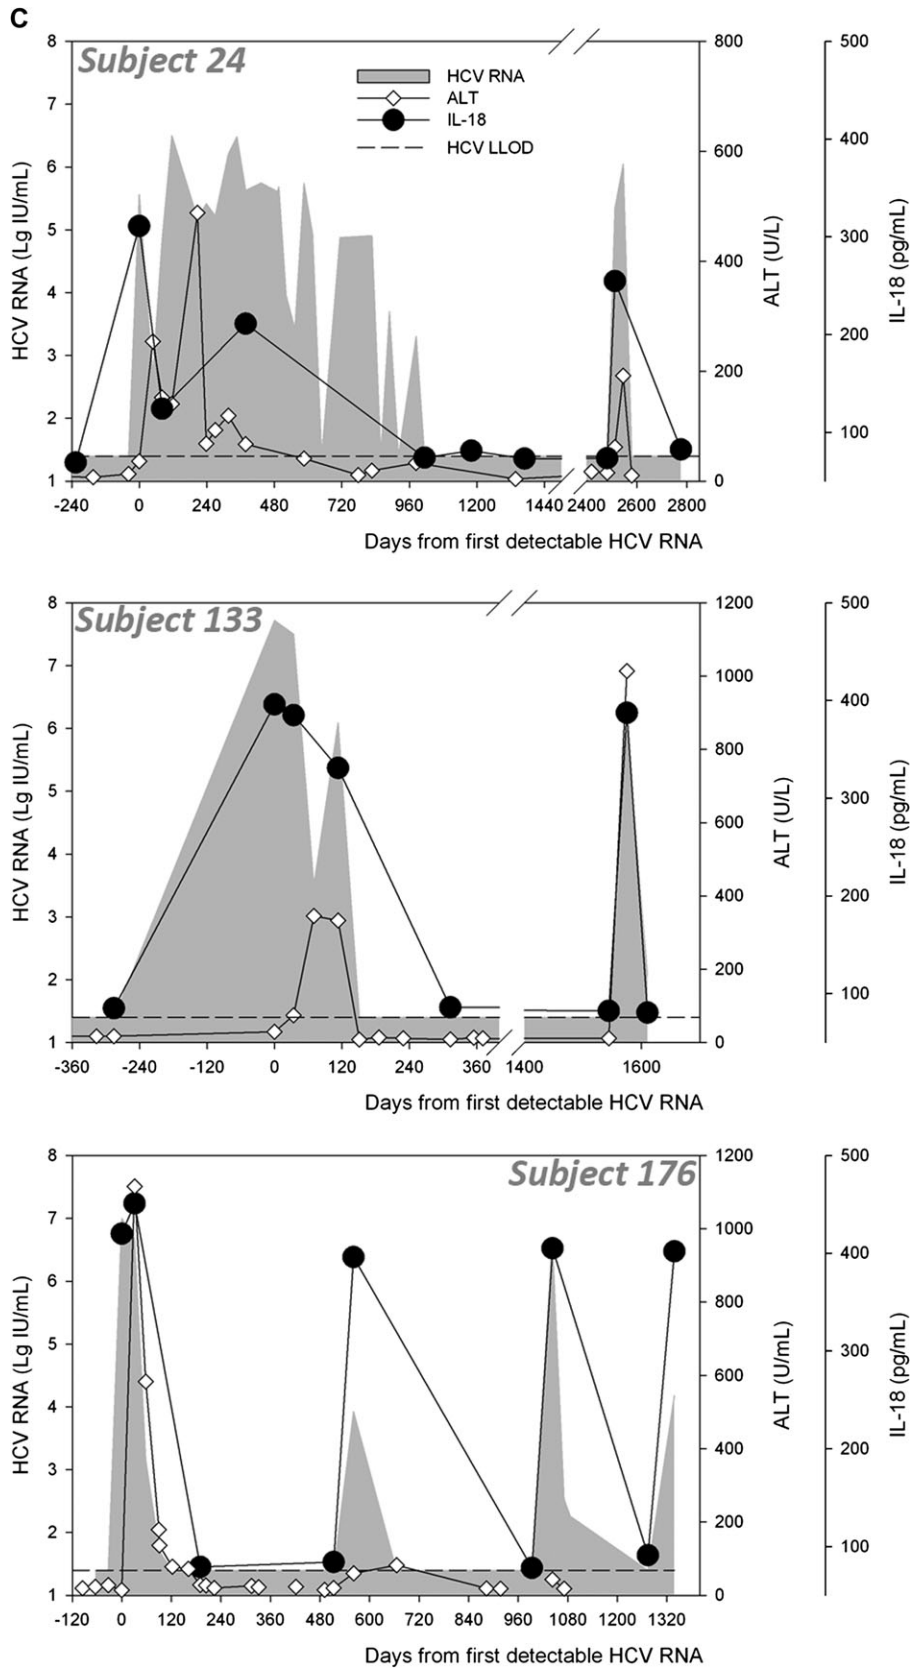 C
Subject 24
HCV RNA
ALT
IL-18
HCV LLOD
HCV RNA (Lg IU/mL)
8
7
6
5
4
3
2
1
ALT (U/L)
800
600
400
200
0
IL-18 (pg/mL)
500
400
300
200
100
-240 0 240 480 720 960 1200 1440 2400 2600 2800
Days from first detectable HCV RNA
Subject 133
HCV RNA (Lg IU/mL)
8
7
6
5
4
3
2
1
ALT (U/L)
1200
1000
800
600
400
200
0
IL-18 (pg/mL)
500
400
300
200
100
-360 -240 -120 0 120 240 360 1400 1600
Days from first detectable HCV RNA
Subject 176
HCV RNA (Lg IU/mL)
8
7
6
5
4
3
2
1
ALT (U/mL)
1200
1000
800
600
400
200
0
IL-18 (pg/mL)
500
400
300
200
100
-120 0 120 240 360 480 600 720 840 960 1080 1200 1320
Days from first detectable HCV RNA